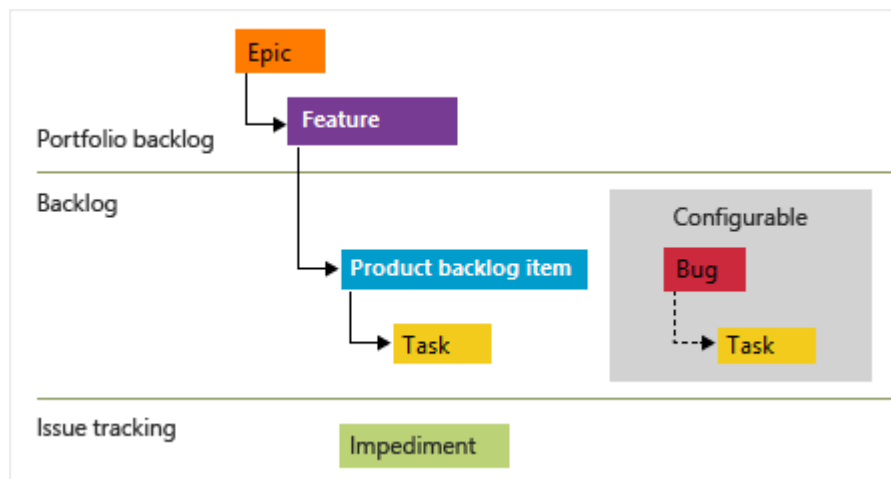 Epic
Feature
Portfolio backlog
Backlog
Configurable
Product backlog item
Bug
Task
Task
Issue tracking
Impediment